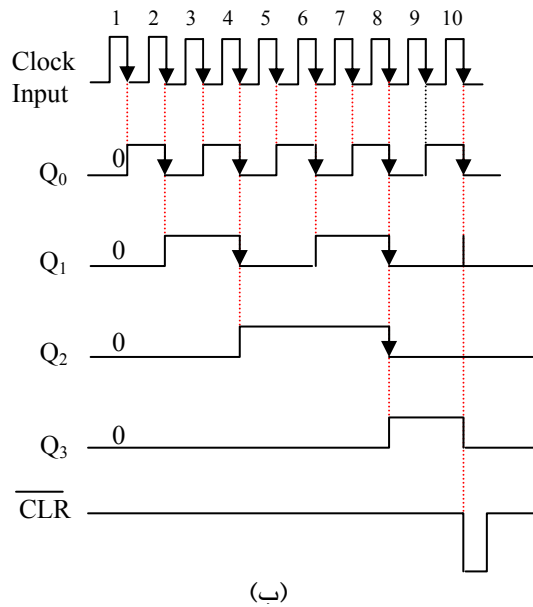 1 2 3 4 5 6 7 8 9 10
Clock
Input
0
Q₀
0
Q₁
0
Q₂
0
Q₃
C̅L̅R̅
(ب)